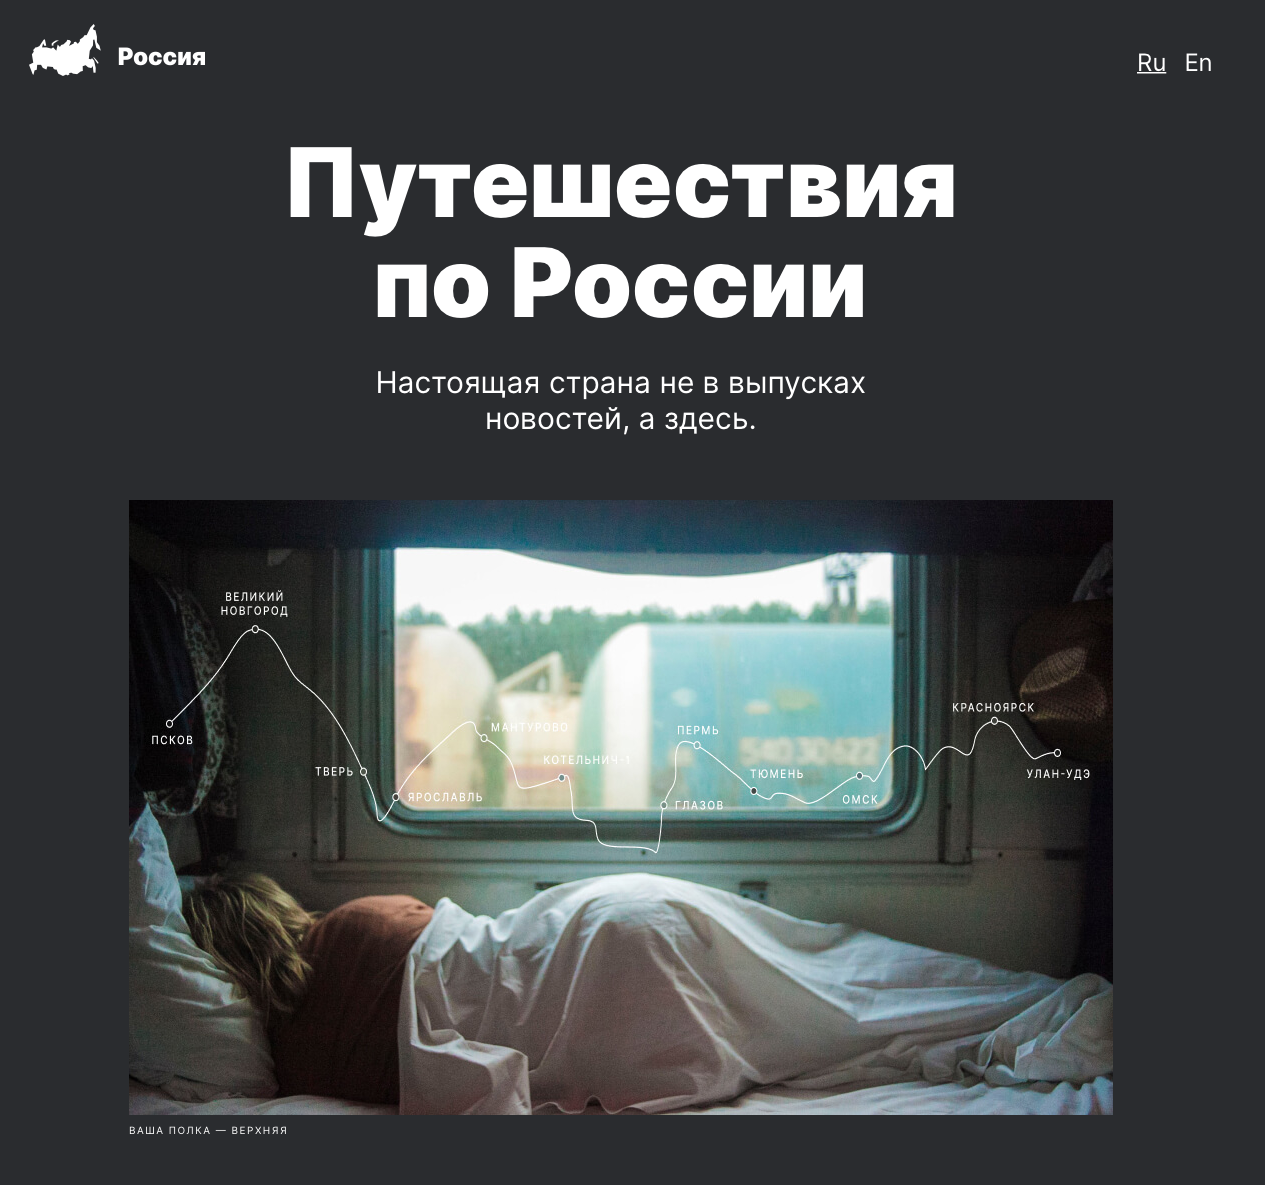 Россия
Ru En
Путешествия
по России
Настоящая страна не в выпусках
новостей, а здесь.
ВЕЛИКИЙ
НОВГОРОД
ПСКОВ
ТВЕРЬ
ЯРОСЛАВЛЬ
МАНТУРОВО
КОТЕЛЬНИЧ-1
ГЛАЗОВ
ПЕРМЬ
ТЮМЕНЬ
ОМСК
КРАСНОЯРСК
УЛАН-УДЭ
ВАША ПОЛКА — ВЕРХНЯЯ